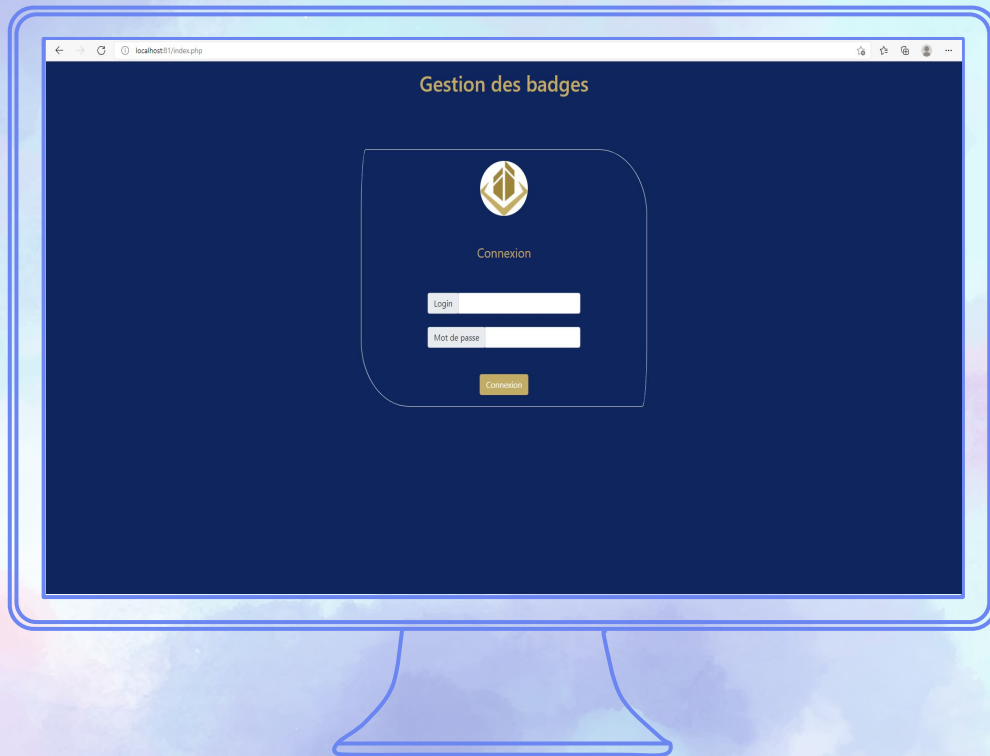 localhost:81/index.php
Gestion des badges
Connexion
Login
Mot de passe
Connexion